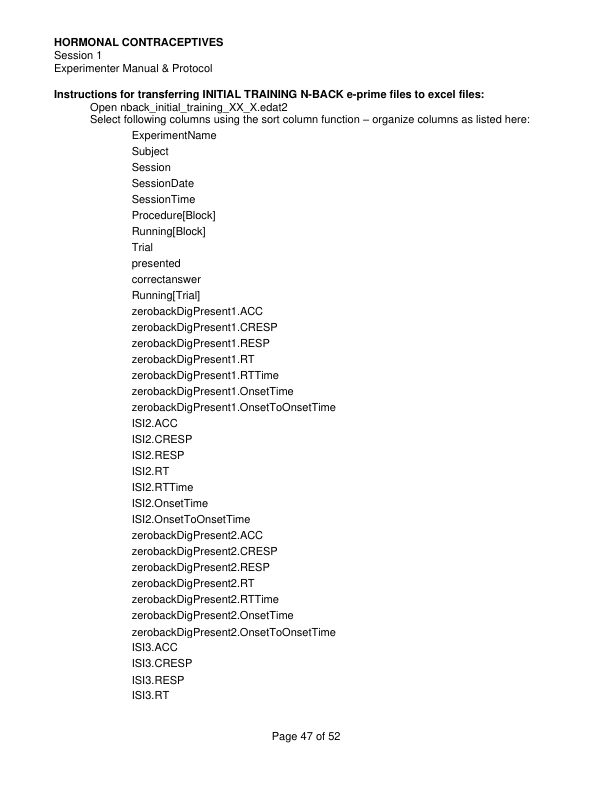 HORMONAL CONTRACEPTIVES
Session 1
Experimenter Manual & Protocol
Instructions for transferring INITIAL TRAINING N-BACK e-prime files to excel files:
Open nback_initial_training_XX_X.edat2
Select following columns using the sort column function – organize columns as listed here:
ExperimentName
Subject
Session
SessionDate
SessionTime
Procedure[Block]
Running[Block]
Trial
presented
correctanswer
Running[Trial]
zerobackDigPresent1.ACC
zerobackDigPresent1.CRESP
zerobackDigPresent1.RESP
zerobackDigPresent1.RT
zerobackDigPresent1.RTTime
zerobackDigPresent1.OnsetTime
zerobackDigPresent1.OnsetToOnsetTime
ISI2.ACC
ISI2.CRESP
ISI2.RESP
ISI2.RT
ISI2.RTTime
ISI2.OnsetTime
ISI2.OnsetToOnsetTime
zerobackDigPresent2.ACC
zerobackDigPresent2.CRESP
zerobackDigPresent2.RESP
zerobackDigPresent2.RT
zerobackDigPresent2.RTTime
zerobackDigPresent2.OnsetTime
zerobackDigPresent2.OnsetToOnsetTime
ISI3.ACC
ISI3.CRESP
ISI3.RESP
ISI3.RT
Page 47 of 52